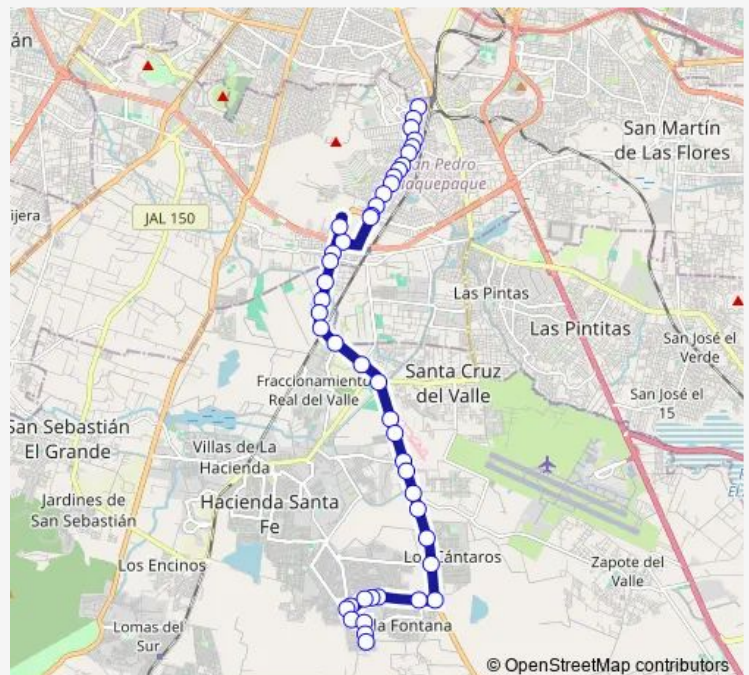 án
San Martín
de Las Flores
San Pedro
Tlaquepaque
JAL 150
ijera
Las Pintas
Las Pintitas
San José el
Verde
Santa Cruz
del Valle
Fraccionamiento
Real del Valle
San José el
15
San Sebastián
El Grande
Villas de La
Hacienda
Jardines de
San Sebastián
Hacienda Santa
Fe
Los Encinos
Los Cántaros
Zapote del
Valle
Lomas del
Sur
la Fontana
© OpenStreetMap contributors